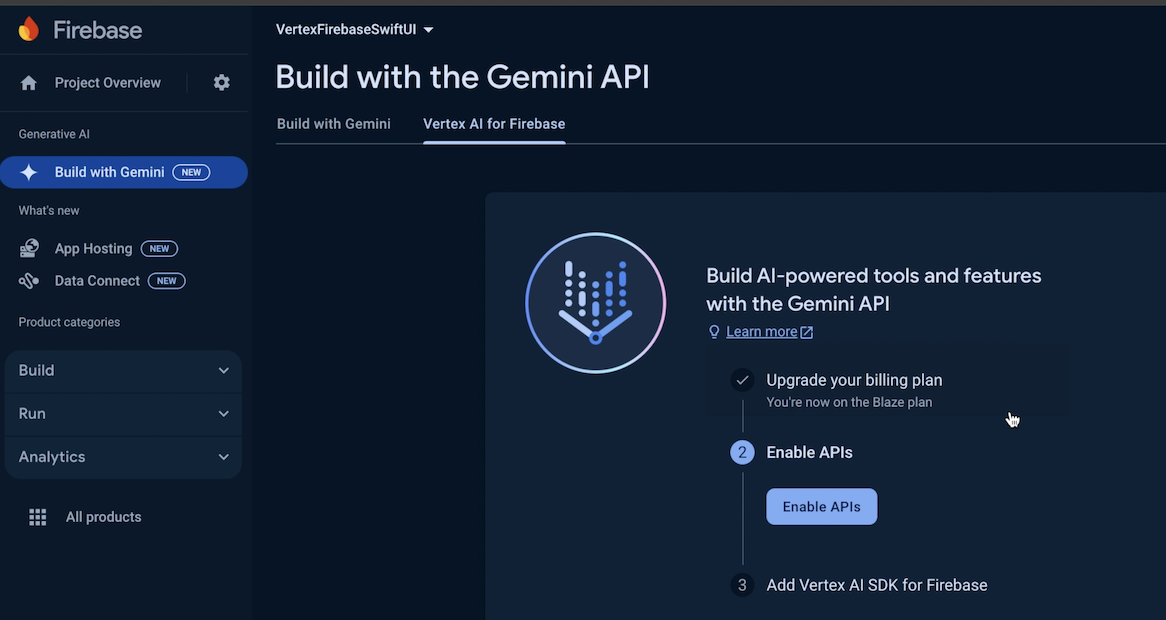 Firebase
Project Overview
Generative AI
Build with Gemini NEW
What's new
App Hosting NEW
Data Connect NEW
Product categories
Build
Run
Analytics
All products
VertexFirebaseSwiftUI
Build with the Gemini API
Build with Gemini
Vertex AI for Firebase
Build AI-powered tools and features
with the Gemini API
Learn more
Upgrade your billing plan
You're now on the Blaze plan
2 Enable APIs
Enable APIs
3 Add Vertex AI SDK for Firebase